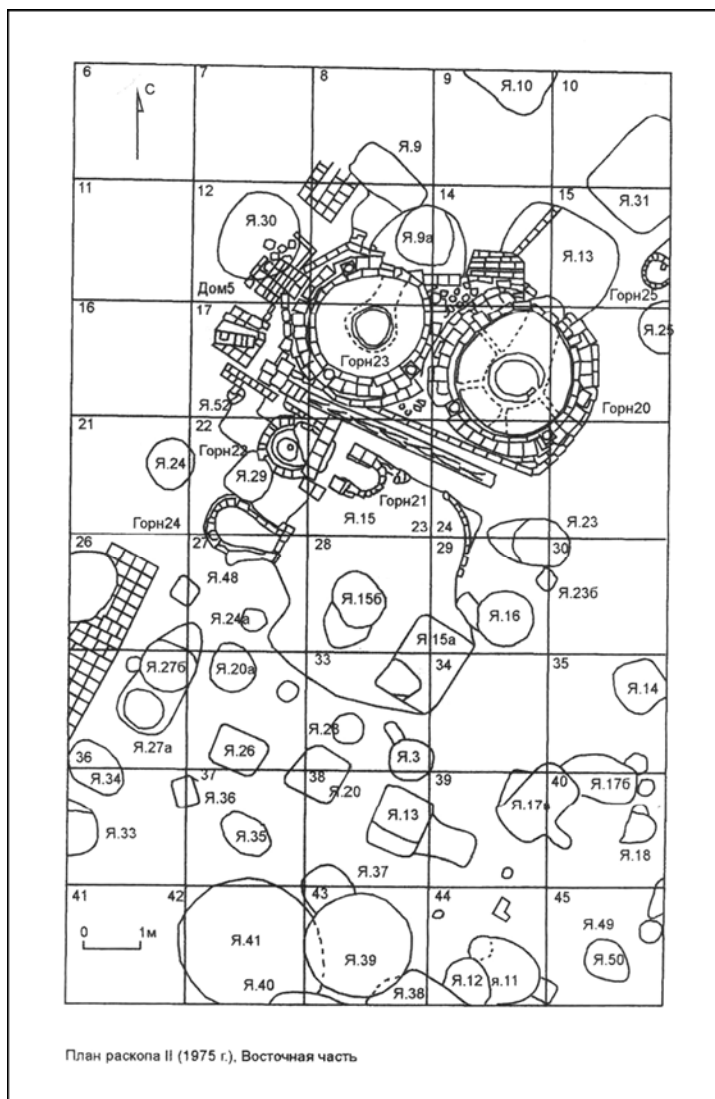 6 7 8 9 10
С
Я.10
Я.9
11 12 14 15
Я.31
Я.30 Я.9а
Я.13
Дом5
Горн25
16 17
Я.25
Горн23
Я.52
Горн20
21 22
Горн22
Я.24 Я.29
Горн21
Горн24 Я.15 23 24 Я.23
26 27 28 29 30
Я.48 Я.23б
Я.15б
Я.24а Я.16
Я.15а
33 34 35
Я.27б Я.20а
Я.14
Я.28
Я.27а Я.26 Я.3
36 37 38 39 40
Я.34 Я.17б
Я.36 Я.20
Я.13 Я.17а
Я.33 Я.35 Я.18
Я.37
41 42 43 44 45
0 1м
Я.49
Я.41 Я.39 Я.50
Я.12 Я.11
Я.40 Я.38
План раскопа II (1975 г.), Восточная часть